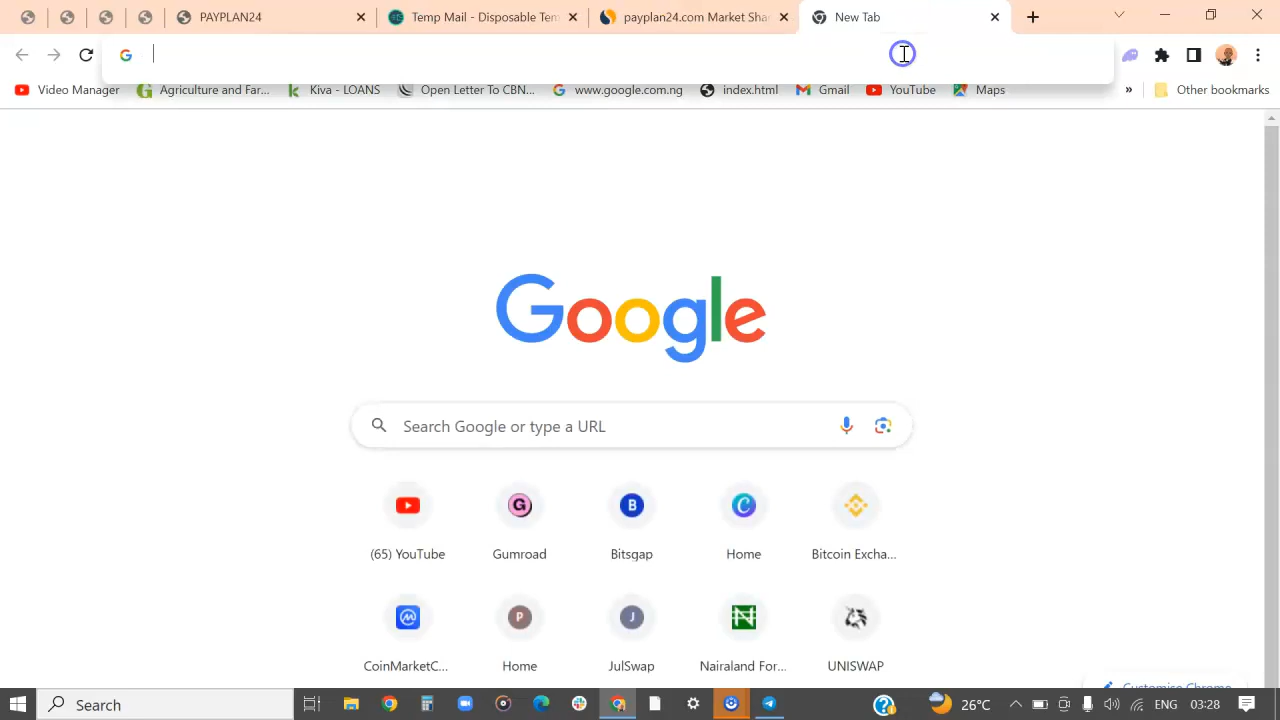 PAYPLAN24
Temp Mail - Disposable Tem
payplan24.com Market Sha
New Tab
Video Manager
Agriculture and Far...
Kiva - LOANS
Open Letter To CBN...
www.google.com.ng
index.html
Gmail
YouTube
Maps
»
Other bookmarks
Google
Search Google or type a URL
(65) YouTube
Gumroad
Bitsgap
Home
Bitcoin Excha...
CoinMarketC...
Home
JulSwap
Nairaland For...
UNISWAP
Customise Chrome
Search
26°C
ENG
03:28